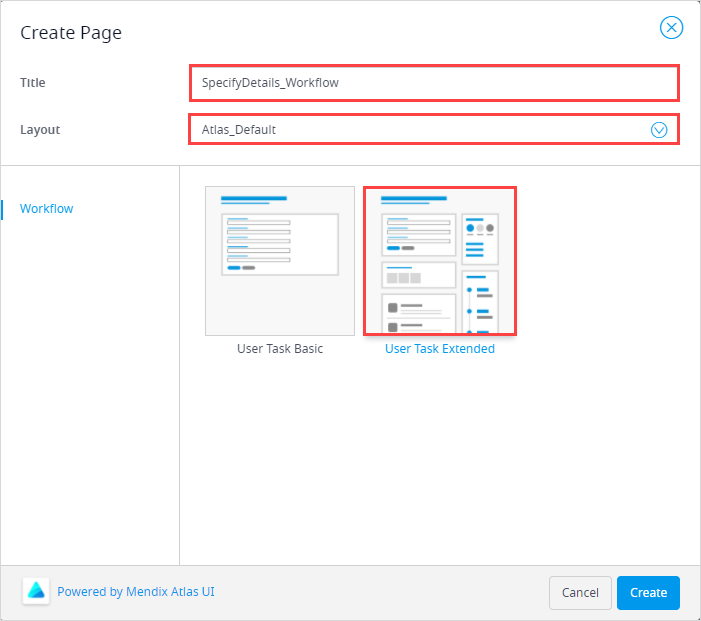 Create Page
Title
SpecifyDetails_Workflow
Layout
Atlas_Default
Workflow
User Task Basic
User Task Extended
Powered by Mendix Atlas UI
Cancel
Create